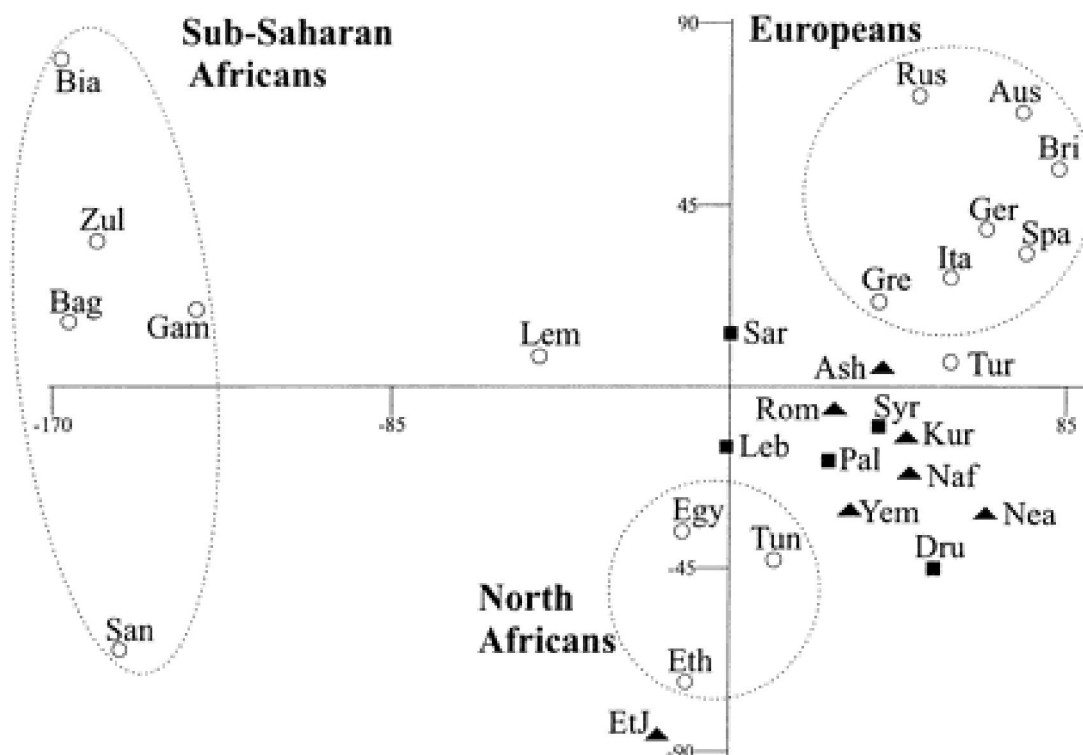 90
Sub-Saharan
Africans
Europeans
Bia
Rus
Aus
Bri
45
Zul
Ger
Spa
Ita
Bag
Gam
Gre
Lem
Sar
Ash
Tur
-170
-85
85
Rom
Syr
Kur
Leb
Pal
Naf
Egy
Tun
Yem
Nea
Dru
-45
North
Africans
San
Eth
EtJ
-90